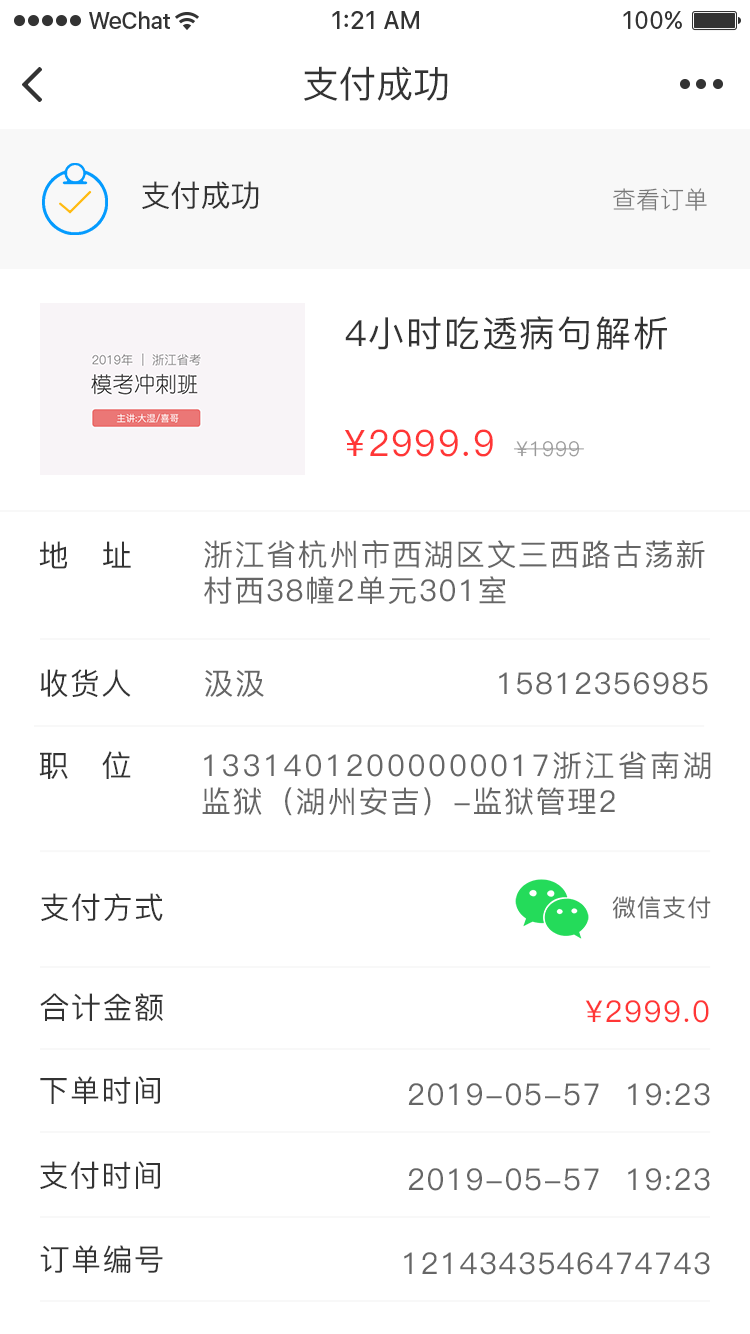 WeChat 1:21 AM 100%
支付成功
支付成功 查看订单
2019年 | 浙江省考
模考冲刺班
主讲:大湿/喜哥
4小时吃透病句解析
¥2999.9 ¥1999
地 址 浙江省杭州市西湖区文三西路古荡新
村西38幢2单元301室
收货人 汲汲 15812356985
职 位 13314012000000017浙江省南湖
监狱（湖州安吉）-监狱管理2
支付方式 微信支付
合计金额 ¥2999.0
下单时间 2019-05-57 19:23
支付时间 2019-05-57 19:23
订单编号 1214343546474743